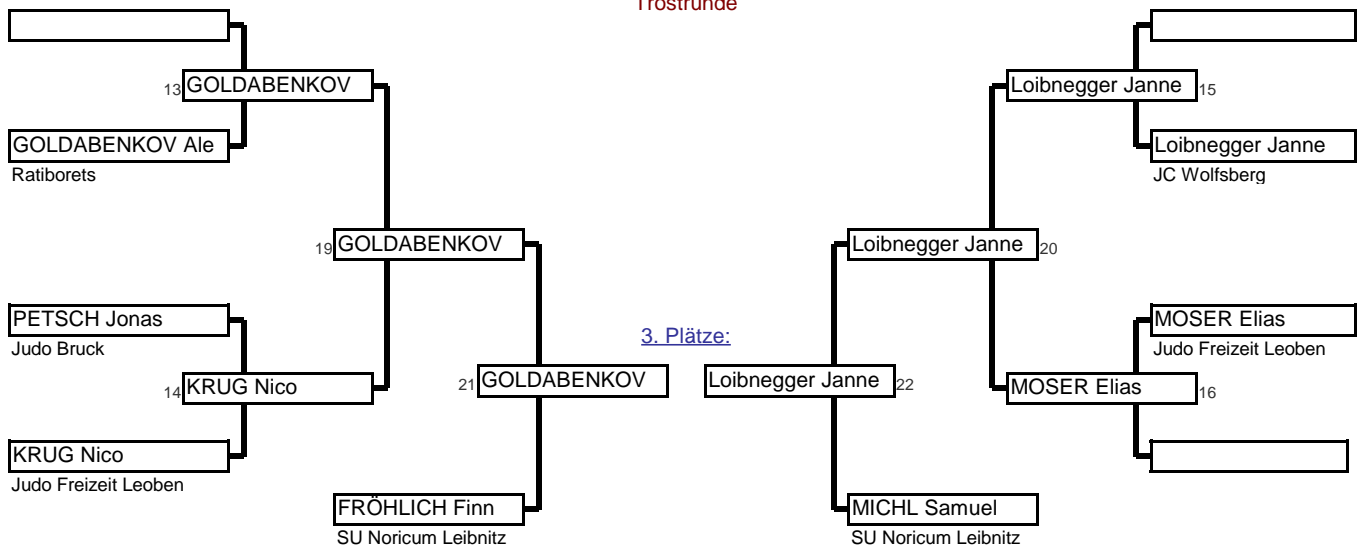 Trostrunde
13 GOLDABENKOV
Loibnegger Janne 15
GOLDABENKOV Ale
Ratiborets
Loibnegger Janne
JC Wolfsberg
19 GOLDABENKOV
Loibnegger Janne 20
PETSCH Jonas
Judo Bruck
MOSER Elias
Judo Freizeit Leoben
3. Plätze:
14 KRUG Nico
21 GOLDABENKOV
Loibnegger Janne 22
MOSER Elias 16
KRUG Nico
Judo Freizeit Leoben
FRÖHLICH Finn
SU Noricum Leibnitz
MICHL Samuel
SU Noricum Leibnitz